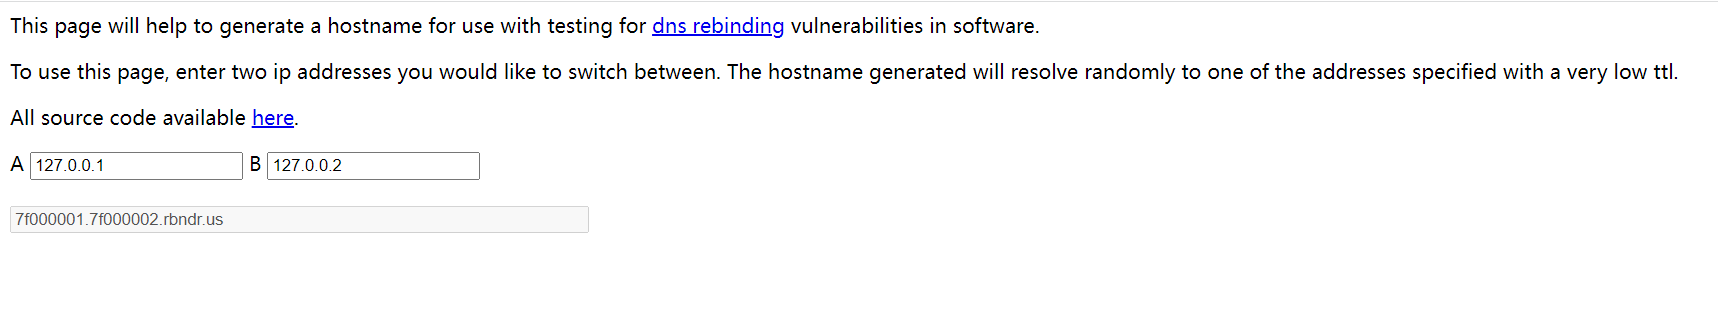 This page will help to generate a hostname for use with testing for dns rebinding vulnerabilities in software.
To use this page, enter two ip addresses you would like to switch between. The hostname generated will resolve randomly to one of the addresses specified with a very low ttl.
All source code available here.
A 127.0.0.1 B 127.0.0.2
7f000001.7f000002.rbndr.us